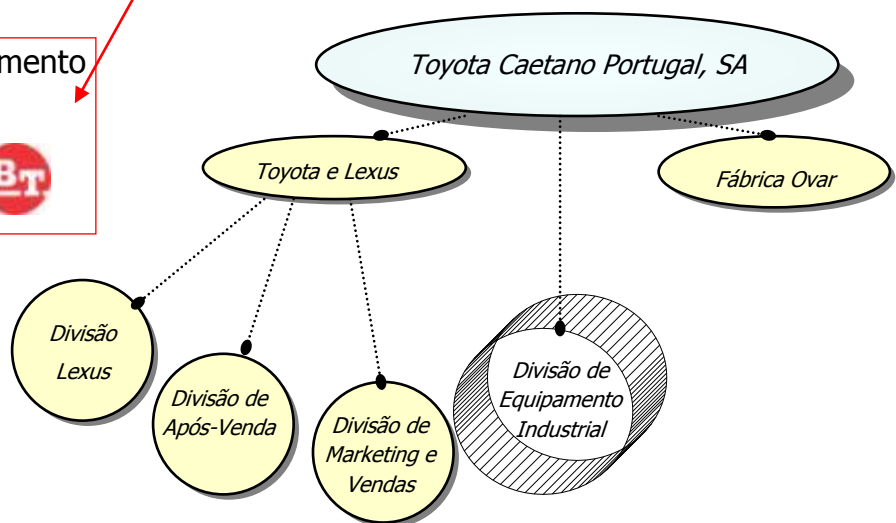 mento
BT
Toyota Caetano Portugal, SA
Toyota e Lexus
Fábrica Ovar
Divisão
Lexus
Divisão de
Após-Venda
Divisão de
Marketing e
Vendas
Divisão de
Equipamento
Industrial